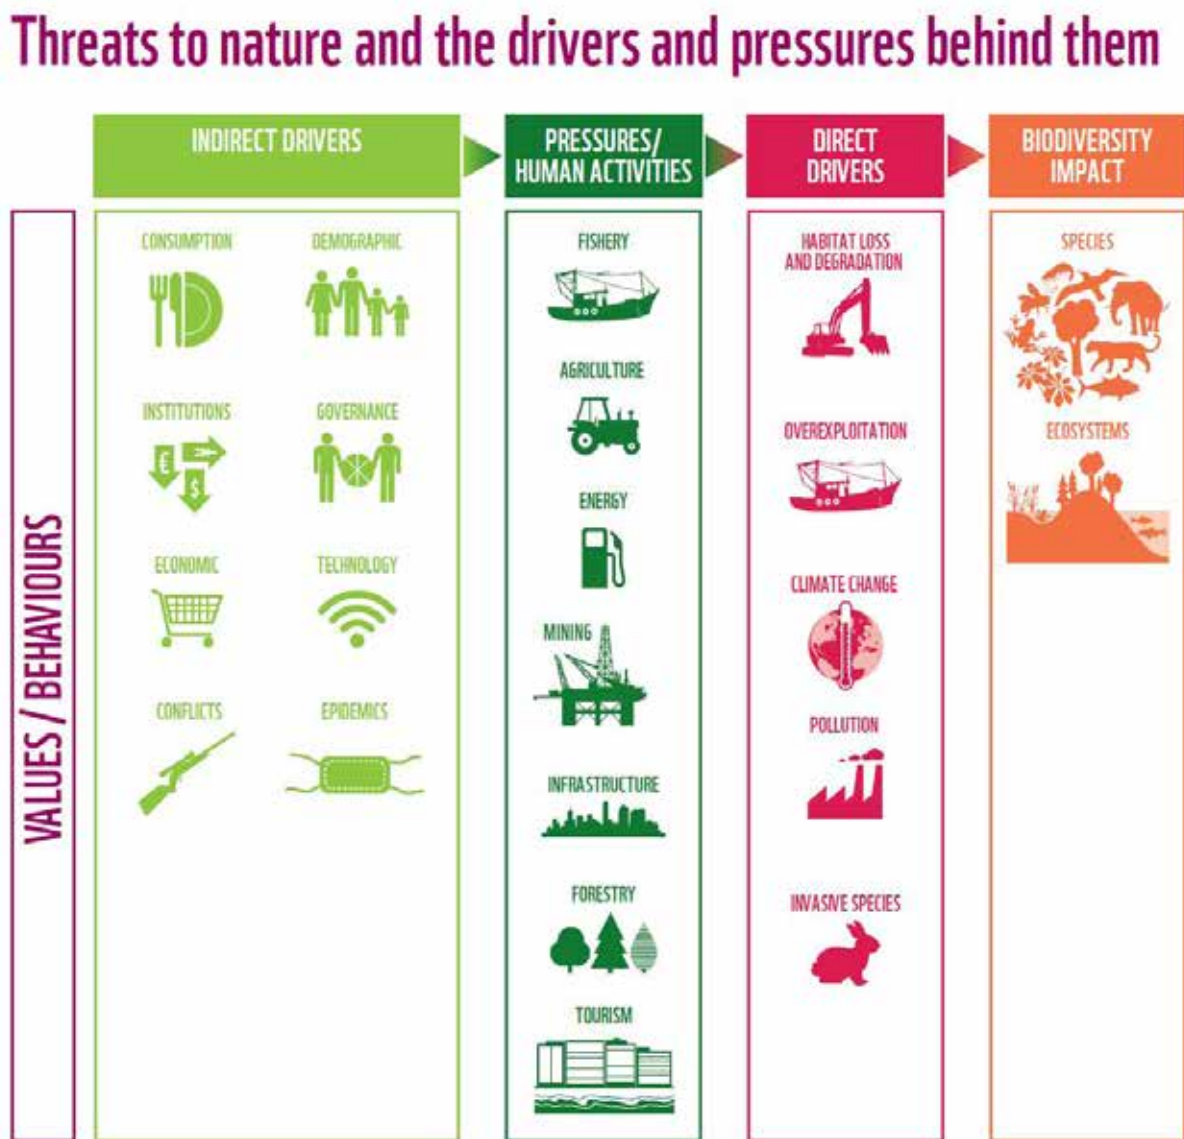 Threats to nature and the drivers and pressures behind them
INDIRECT DRIVERS
PRESSURES/
HUMAN ACTIVITIES
DIRECT
DRIVERS
BIODIVERSITY
IMPACT
VALUES / BEHAVIOURS
CONSUMPTION
DEMOGRAPHIC
INSTITUTIONS
€
$
GOVERNANCE
ECONOMIC
TECHNOLOGY
CONFLICTS
EPIDEMICS
FISHERY
AGRICULTURE
ENERGY
MINING
INFRASTRUCTURE
FORESTRY
TOURISM
HABITAT LOSS
AND DEGRADATION
OVEREXPLOITATION
CLIMATE CHANGE
POLLUTION
INVASIVE SPECIES
SPECIES
ECOSYSTEMS